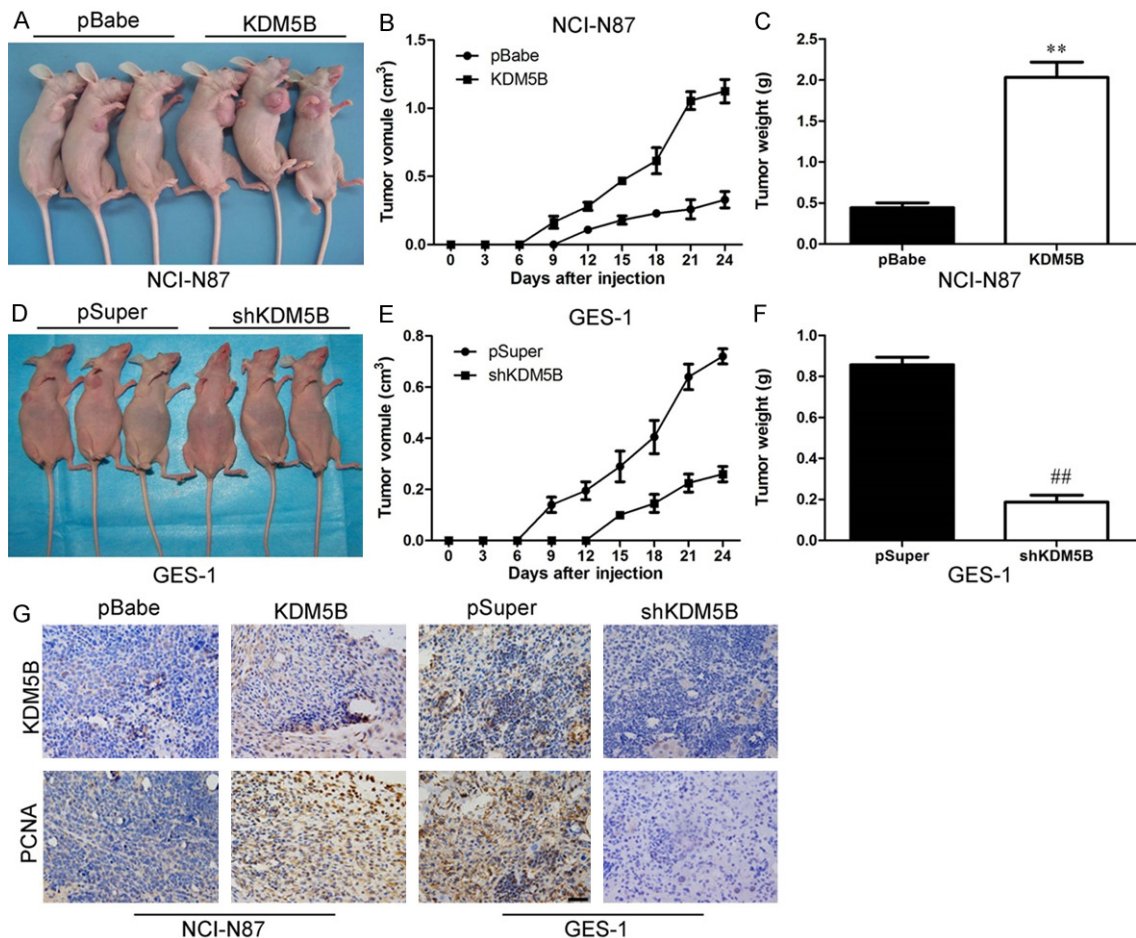 A
pBabe KDM5B
NCI-N87
B
NCI-N87
pBabe
KDM5B
Tumor vomule (cm3)
1.5
1.0
0.5
0.0
0 3 6 9 12 15 18 21 24
Days after injection
C
Tumor weight (g)
2.5
2.0
1.5
1.0
0.5
0.0
**
pBabe KDM5B
NCI-N87
D
pSuper shKDM5B
GES-1
E
GES-1
pSuper
shKDM5B
Tumor vomule (cm3)
0.8
0.6
0.4
0.2
0.0
0 3 6 9 12 15 18 21 24
Days after injection
F
Tumor weight (g)
1.0
0.8
0.6
0.4
0.2
0.0
##
pSuper shKDM5B
GES-1
G
pBabe KDM5B pSuper shKDM5B
KDM5B
PCNA
NCI-N87 GES-1